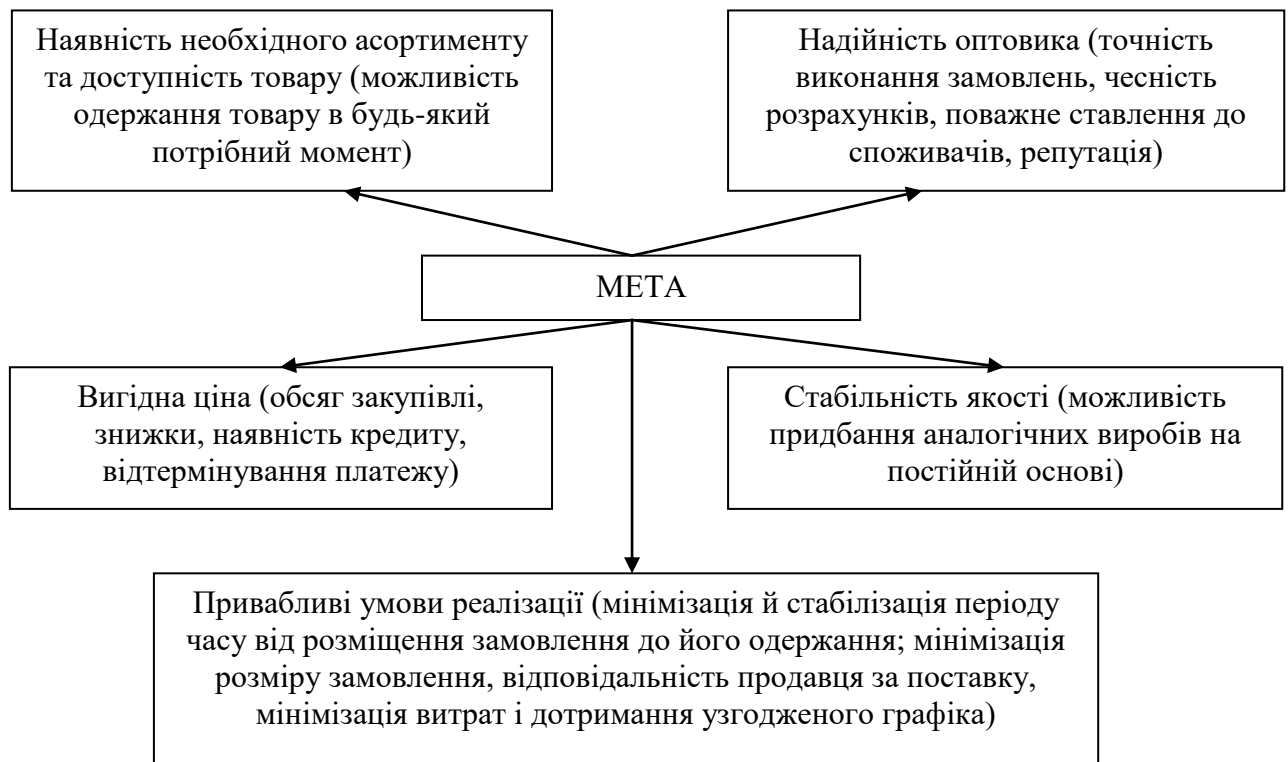 Наявність необхідного асортименту
та доступність товару (можливість
одержання товару в будь-який
потрібний момент)
Надійність оптовика (точність
виконання замовлень, чесність
розрахунків, поважне ставлення до
споживачів, репутація)
МЕТА
Вигідна ціна (обсяг закупівлі,
знижки, наявність кредиту,
відтермінування платежу)
Стабільність якості (можливість
придбання аналогічних виробів на
постійній основі)
Привабливі умови реалізації (мінімізація й стабілізація періоду
часу від розміщення замовлення до його одержання; мінімізація
розміру замовлення, відповідальність продавця за поставку,
мінімізація витрат і дотримання узгодженого графіка)